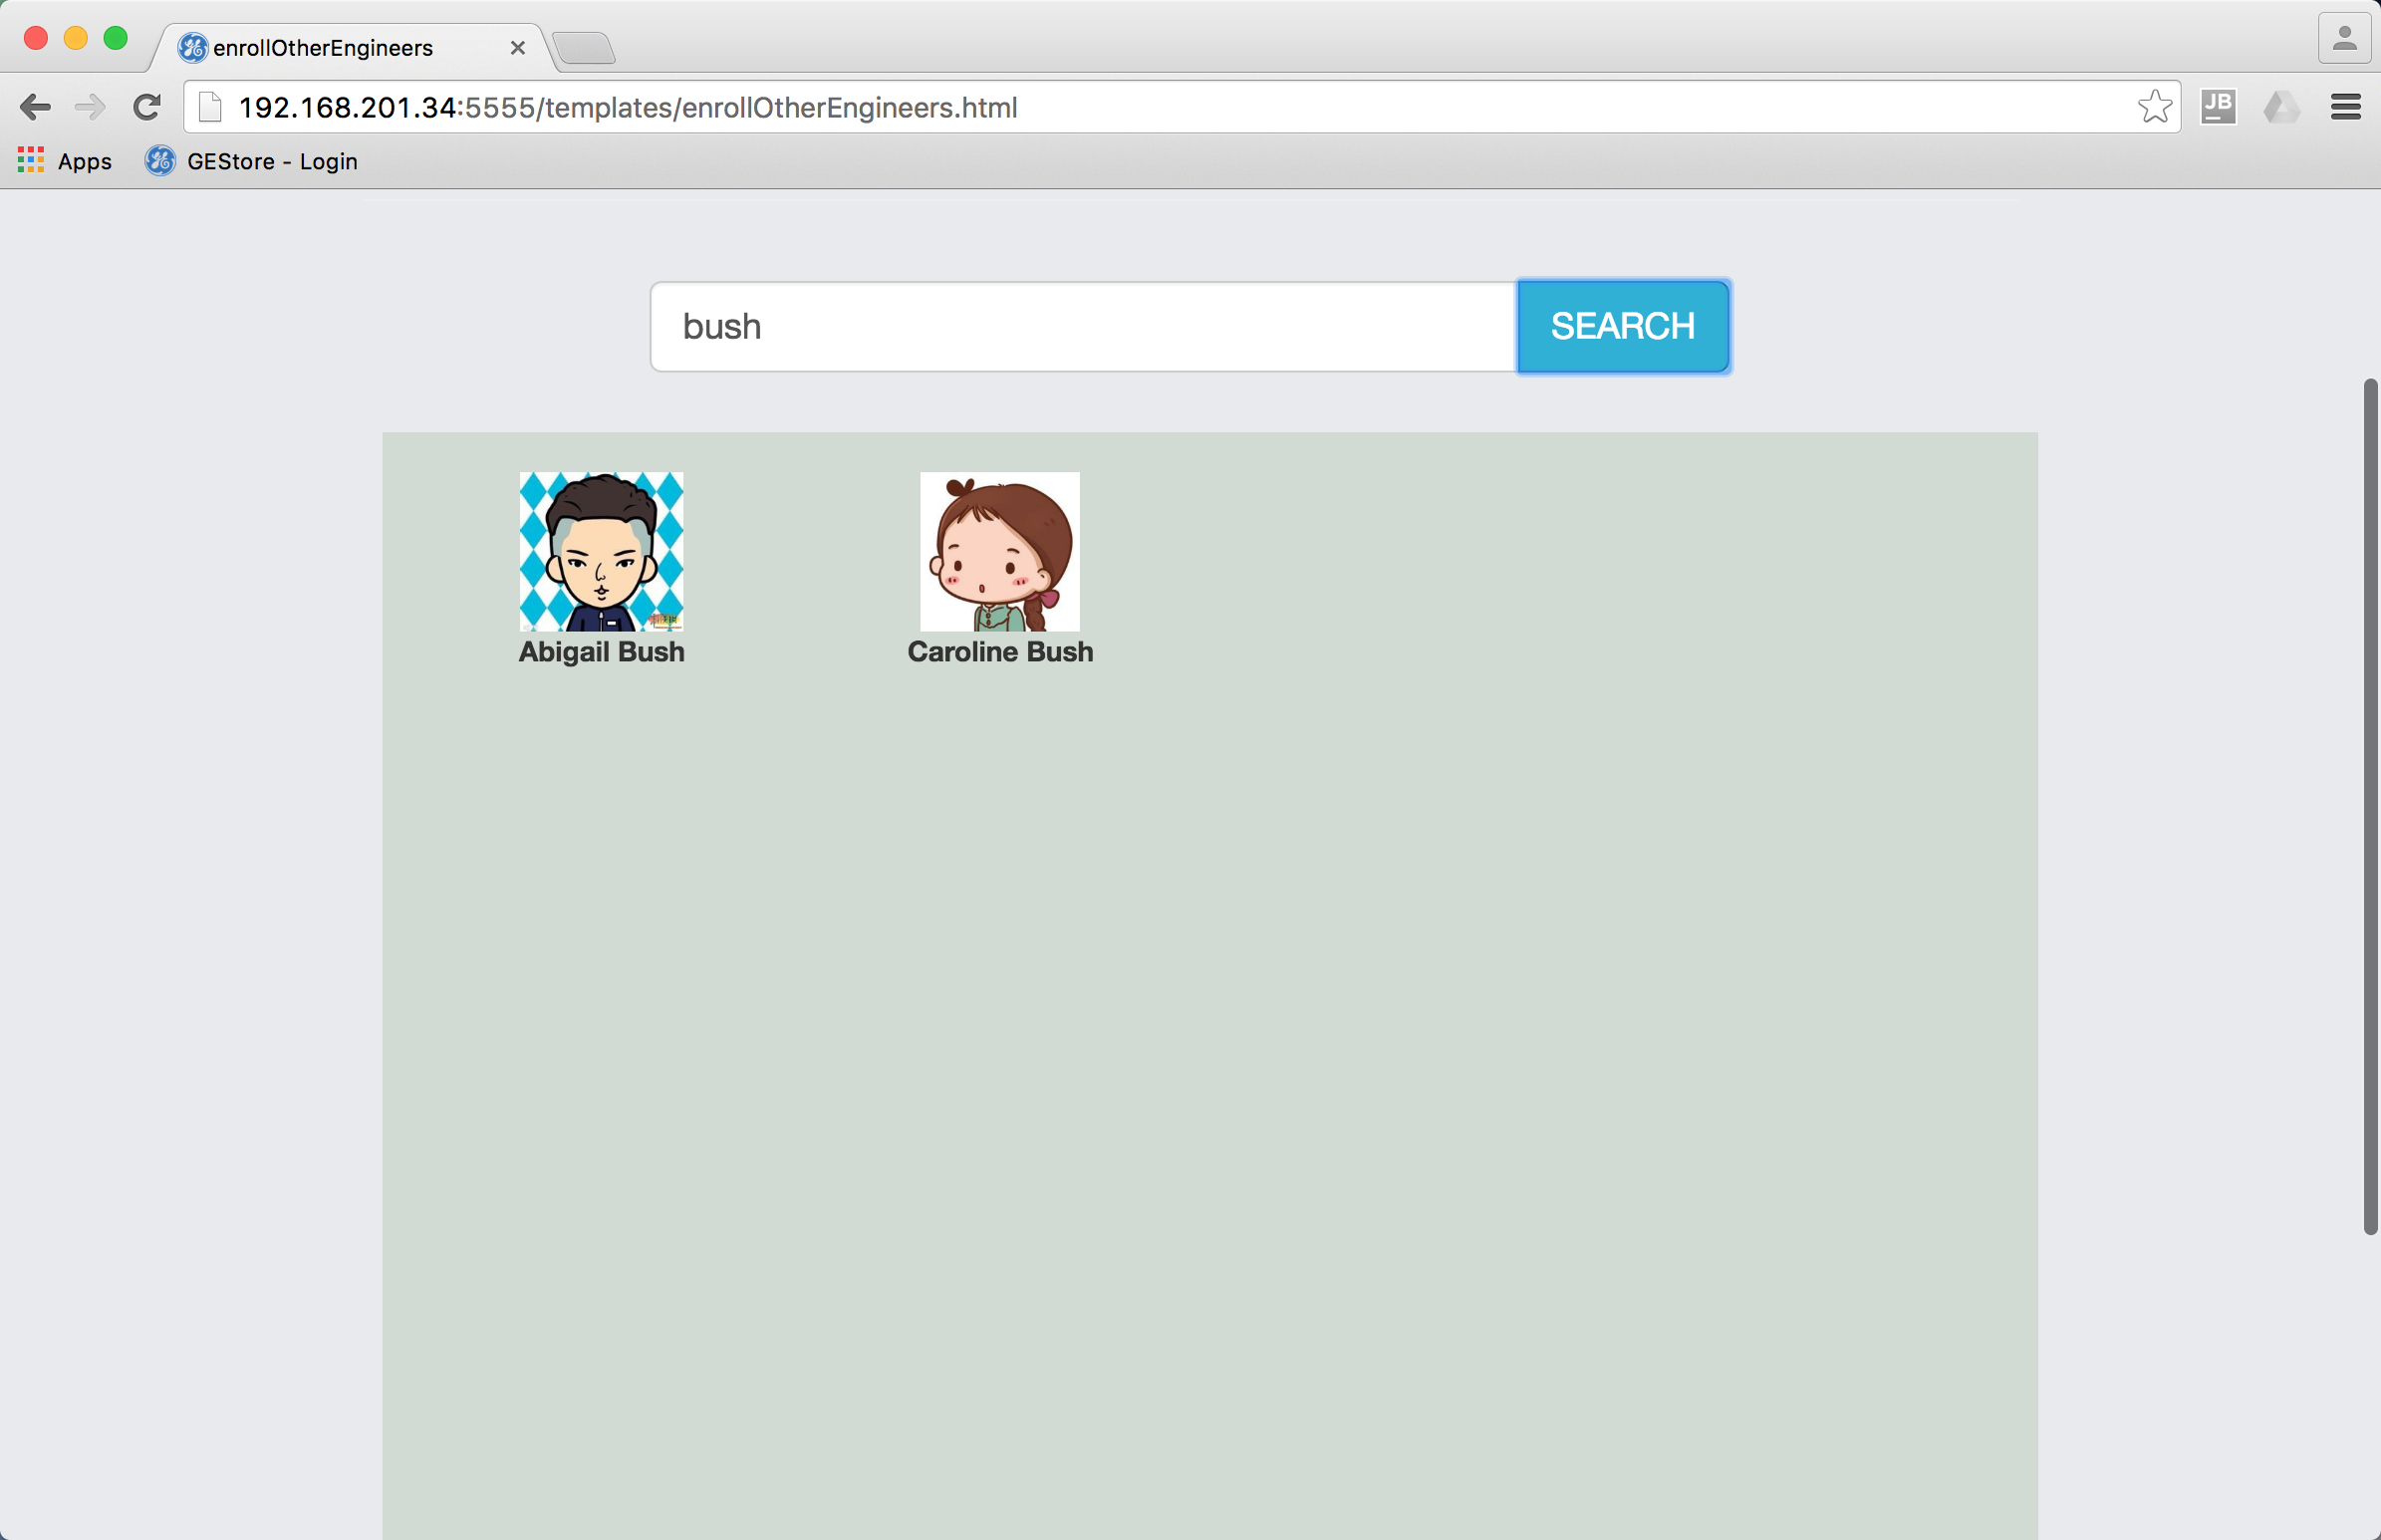 enrollOtherEngineers
192.168.201.34:5555/templates/enrollOtherEngineers.html
JB
Apps
GEStore - Login
bush
SEARCH
Abigail Bush
Caroline Bush